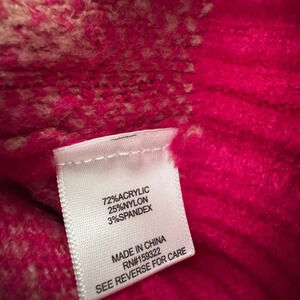 72%ACRYLIC
25%NYLON
3%SPANDEX
MADE IN CHINA
RN#159322
SEE REVERSE FOR CARE